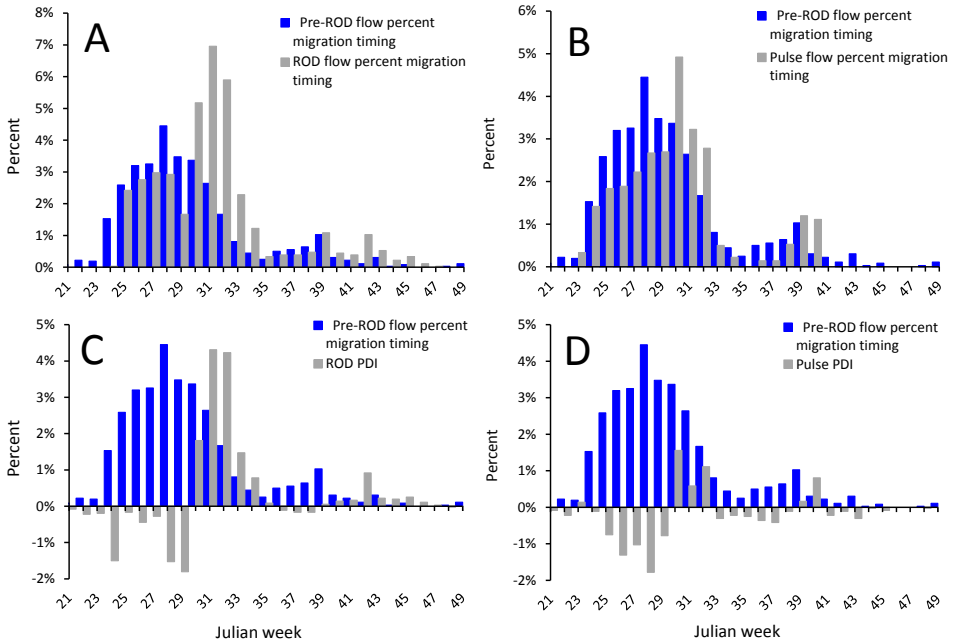 8%
7%
6%
5%
4%
3%
2%
1%
0%
Percent
A
Pre-ROD flow percent
migration timing
ROD flow percent migration
timing
21 23 25 27 29 31 33 35 37 39 41 43 45 47 49
6%
5%
4%
3%
2%
1%
0%
Percent
B
Pre-ROD flow percent
migration timing
Pulse flow percent migration
timing
21 23 25 27 29 31 33 35 37 39 41 43 45 47 49
5%
4%
3%
2%
1%
0%
-1%
-2%
Percent
C
Pre-ROD flow percent
migration timing
ROD PDI
21 23 25 27 29 31 33 35 37 39 41 43 45 47 49
Julian week
5%
4%
3%
2%
1%
0%
-1%
-2%
Percent
D
Pre-ROD flow percent
migration timing
Pulse PDI
21 23 25 27 29 31 33 35 37 39 41 43 45 47 49
Julian week